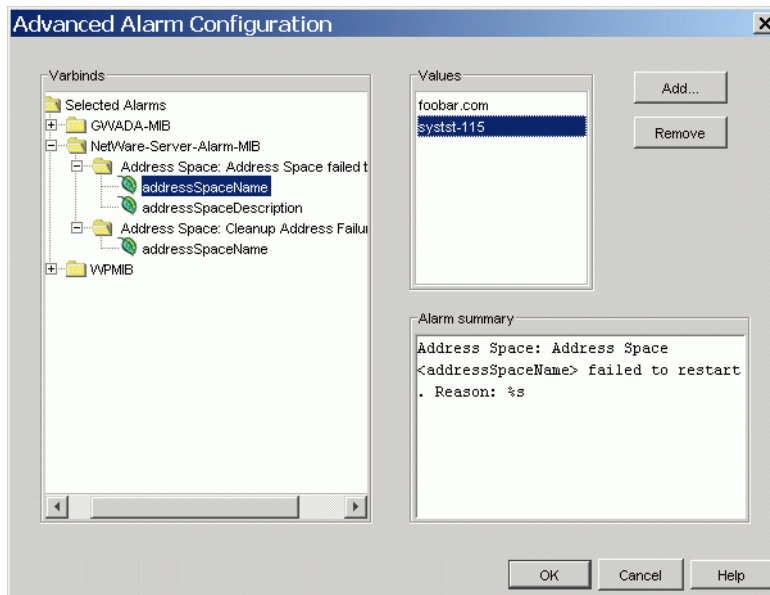 Advanced Alarm Configuration
Varbinds
Selected Alarms
GWADA-MIB
NetWare-Server-Alarm-MIB
Address Space: Address Space failed t
addressSpaceName
addressSpaceDescription
Address Space: Cleanup Address Failu
addressSpaceName
WPMIB
Values
foobar.com
systst-115
Add...
Remove
Alarm summary
Address Space: Address Space
<addressSpaceName> failed to restart
. Reason: %s
OK
Cancel
Help